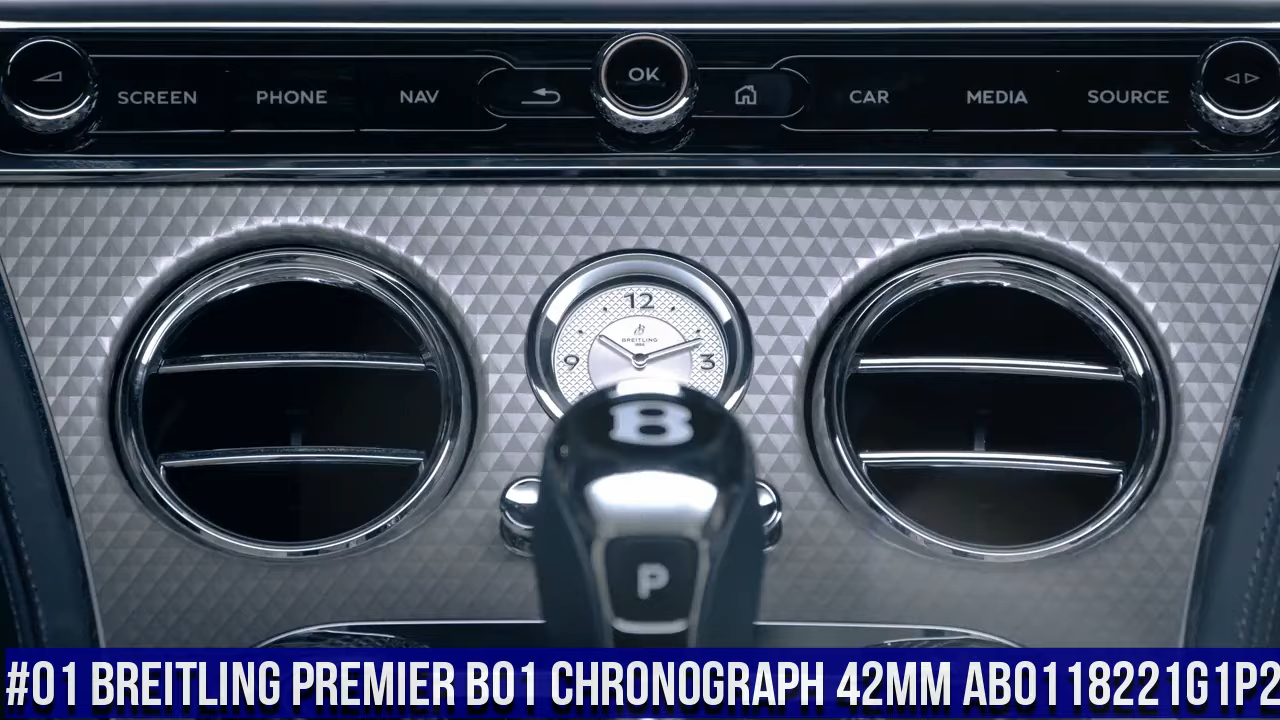 OK
SCREEN PHONE NAV CAR MEDIA SOURCE
12
BREITLING
9 3
B
P
#01 BREITLING PREMIER B01 CHRONOGRAPH 42MM AB0118221G1P2